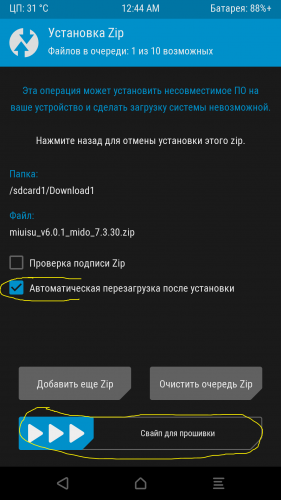 ЦП: 31 °C 12:44 AM Батарея: 88%+
Установка Zip
Файлов в очереди: 1 из 10 возможных
Эта операция может установить несовместимое ПО на
ваше устройство и сделать загрузку системы невозможной.
Нажмите назад для отмены установки этого zip.
Папка:
/sdcard1/Download1
Файл:
miuisu_v6.0.1_mido_7.3.30.zip
Проверка подписи Zip
Автоматическая перезагрузка после установки
Добавить еще Zip Очистить очередь Zip
Свайп для прошивки